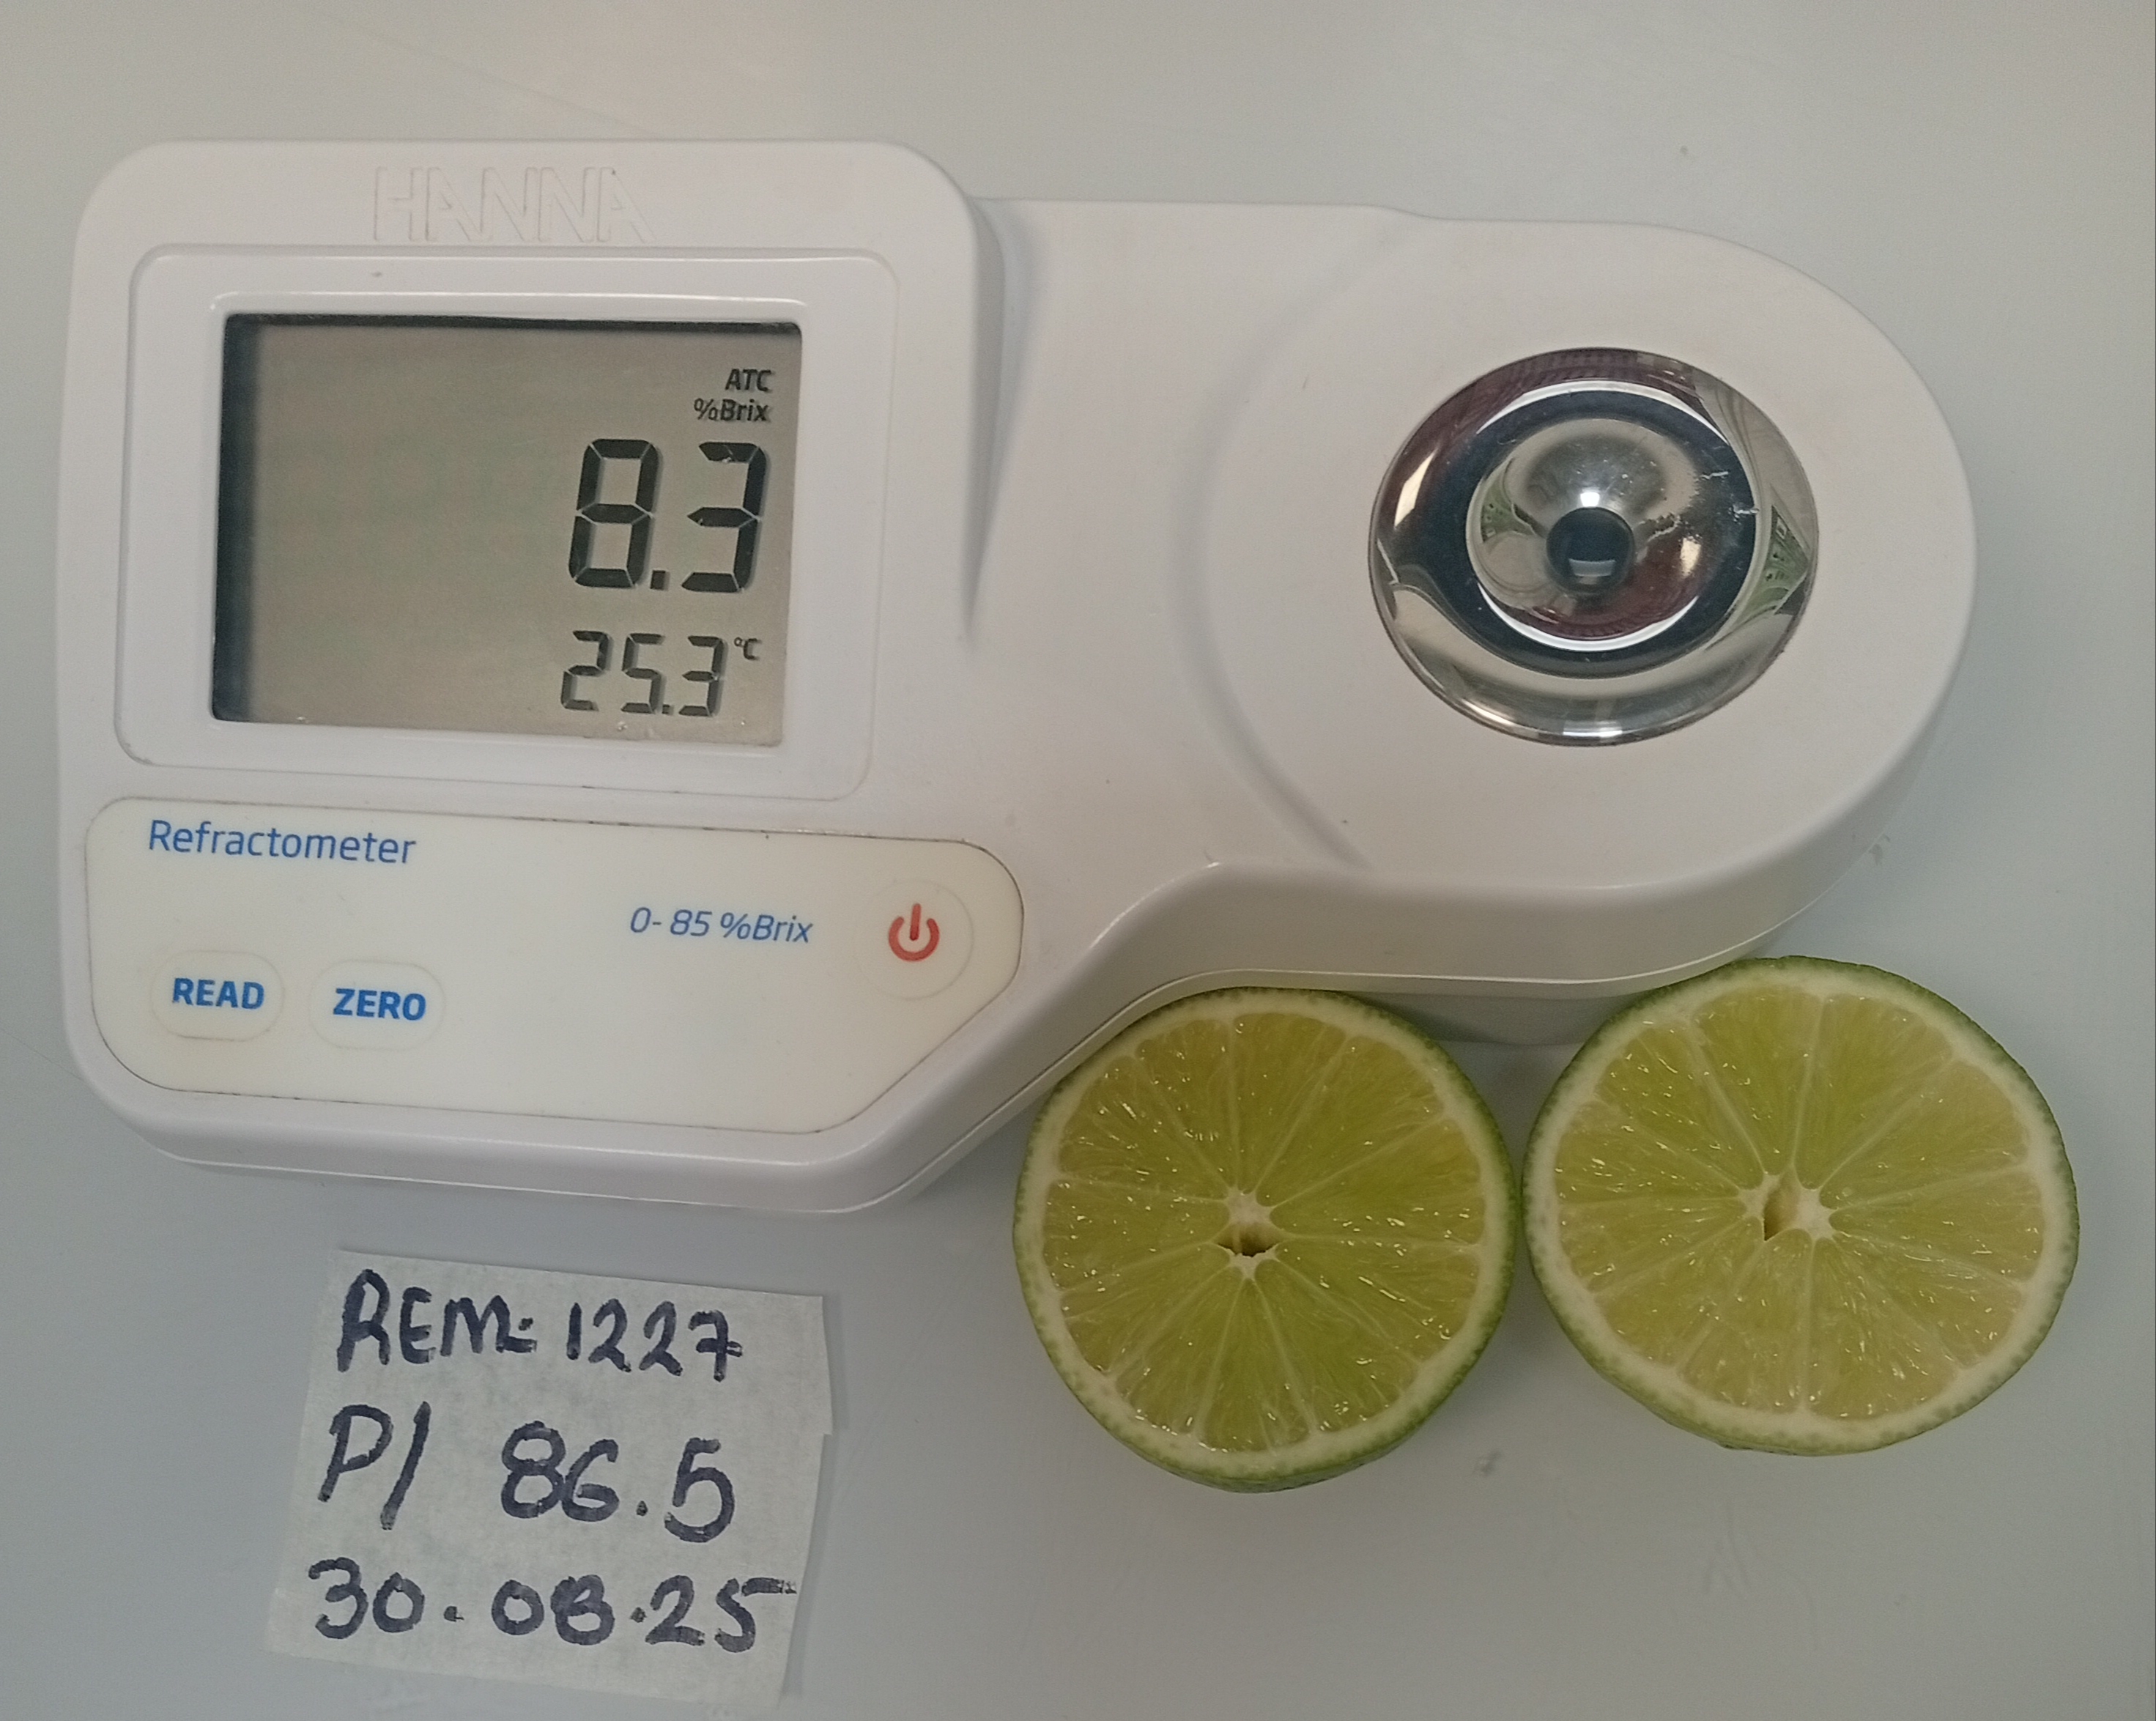 HANNA
ATC
%Brix
8.3
25.3 °C
Refractometer
0-85 %Brix
READ ZERO
REM: 1227
P/ 86.5
30.08.25